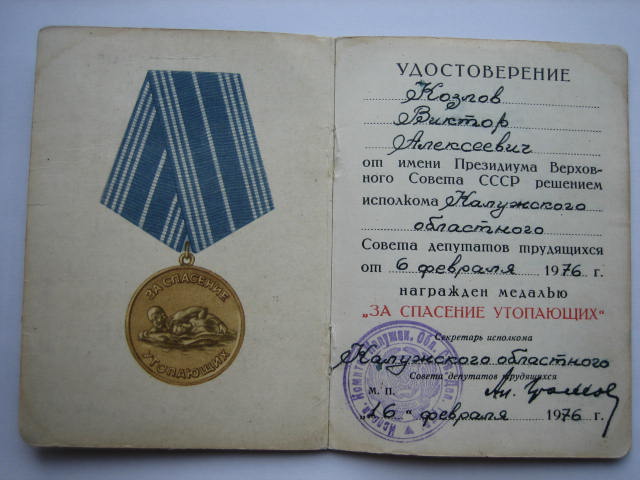 ЗА СПАСЕНИЕ
УТОПАЮЩИХ
УДОСТОВЕРЕНИЕ
Козлов
Виктор
Алексеевич
от имени Президиума Верхов-
ного Совета СССР решением
исполкома Калужского
областного
Совета депутатов трудящихся
от 6 февраля 1976 г.
награжден медалью
„ЗА СПАСЕНИЕ УТОПАЮЩИХ“
Секретарь исполкома
Калужского областного
Совета депутатов трудящихся
М. П.
„16“ февраля 1976 г.